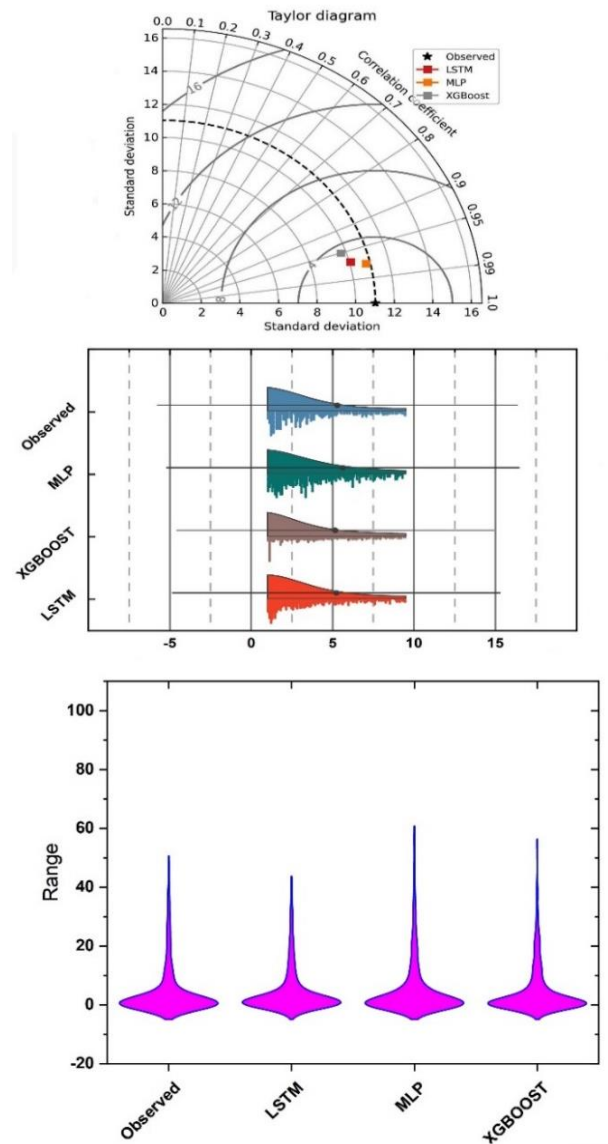 Taylor diagram
0.0 0.1 0.2 0.3 0.4 0.5 0.6 0.7 0.8 0.9 0.95 0.99 1.0
Correlation coefficient
★ Observed
LSTM
MLP
XGBoost
Standard deviation
16
14
12
10
8
6
4
2
0
16
12
8
4
0 2 4 6 8 10 12 14 16
Standard deviation
Observed
MLP
XGBOOST
LSTM
-5 0 5 10 15
Range
100
80
60
40
20
0
-20
Observed LSTM MLP XGBOOST